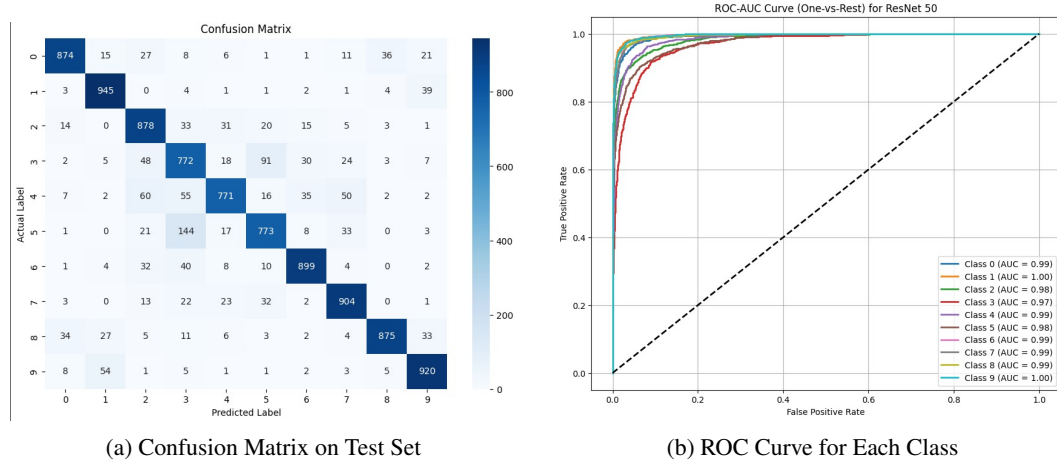 Confusion Matrix
0 874 15 27 8 6 1 1 11 36 21
1 3 945 0 4 1 1 2 1 4 39
2 14 0 878 33 31 20 15 5 3 1
3 2 5 48 772 18 91 30 24 3 7
4 7 2 60 55 771 16 35 50 2 2
5 1 0 21 144 17 773 8 33 0 3
6 1 4 32 40 8 10 899 4 0 2
7 3 0 13 22 23 32 2 904 0 1
8 34 27 5 11 6 3 2 4 875 33
9 8 54 1 5 1 1 2 3 5 920
0 1 2 3 4 5 6 7 8 9
Actual Label
Predicted Label
800
600
400
200
0
(a) Confusion Matrix on Test Set
ROC-AUC Curve (One-vs-Rest) for ResNet 50
True Positive Rate
1.0
0.8
0.6
0.4
0.2
0.0
Class 0 (AUC = 0.99)
Class 1 (AUC = 1.00)
Class 2 (AUC = 0.98)
Class 3 (AUC = 0.97)
Class 4 (AUC = 0.99)
Class 5 (AUC = 0.98)
Class 6 (AUC = 0.99)
Class 7 (AUC = 0.99)
Class 8 (AUC = 0.99)
Class 9 (AUC = 1.00)
0.0 0.2 0.4 0.6 0.8 1.0
False Positive Rate
(b) ROC Curve for Each Class